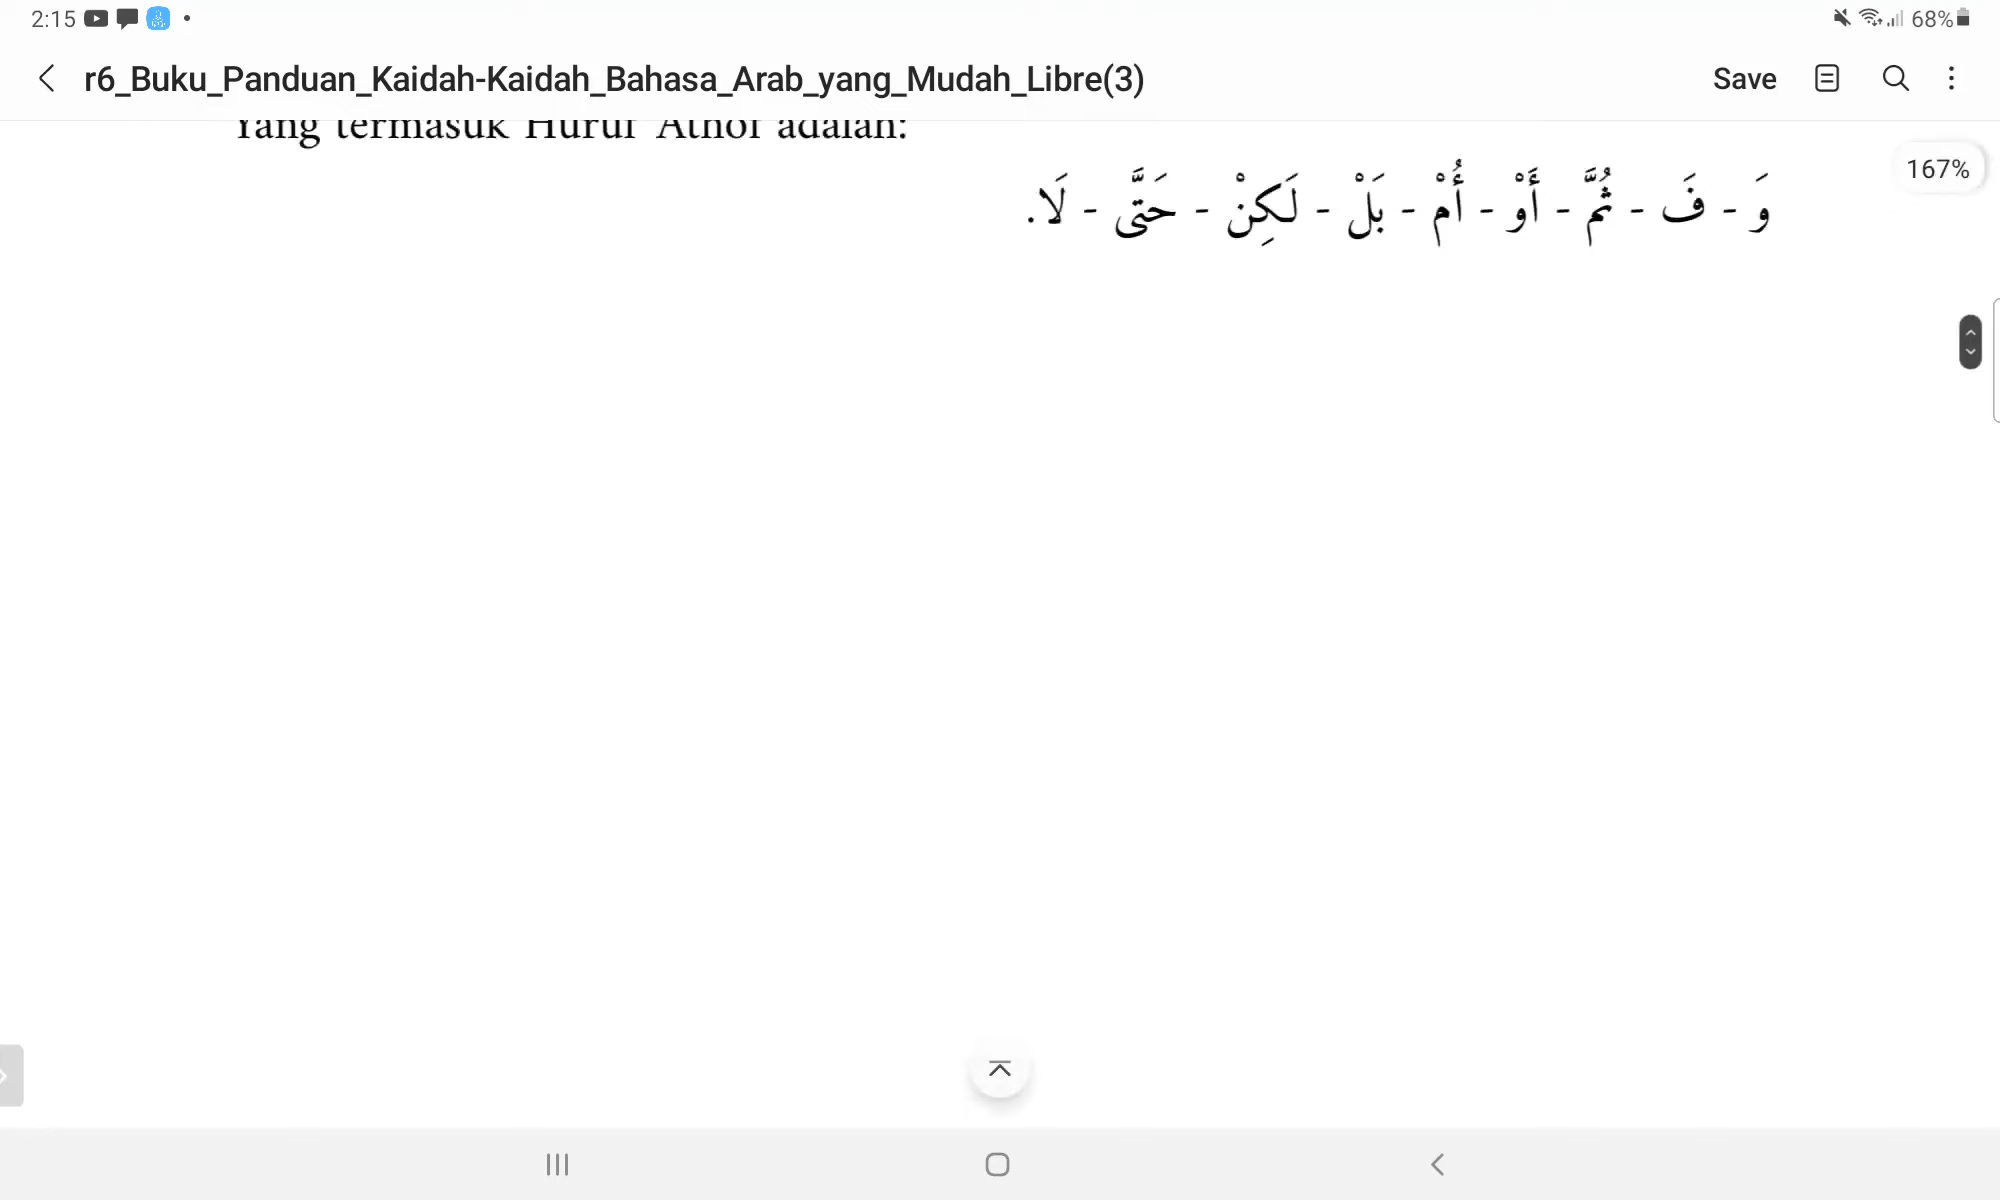 2:15
68%
r6_Buku_Panduan_Kaidah-Kaidah_Bahasa_Arab_yang_Mudah_Libre(3)
Save
Yang termasuk Huruf Athof adalah:
167%
وَ - فَ - ثُمَّ - أَوْ - أُمْ - بَلْ - لَكِنْ - حَتَّى - لَا.